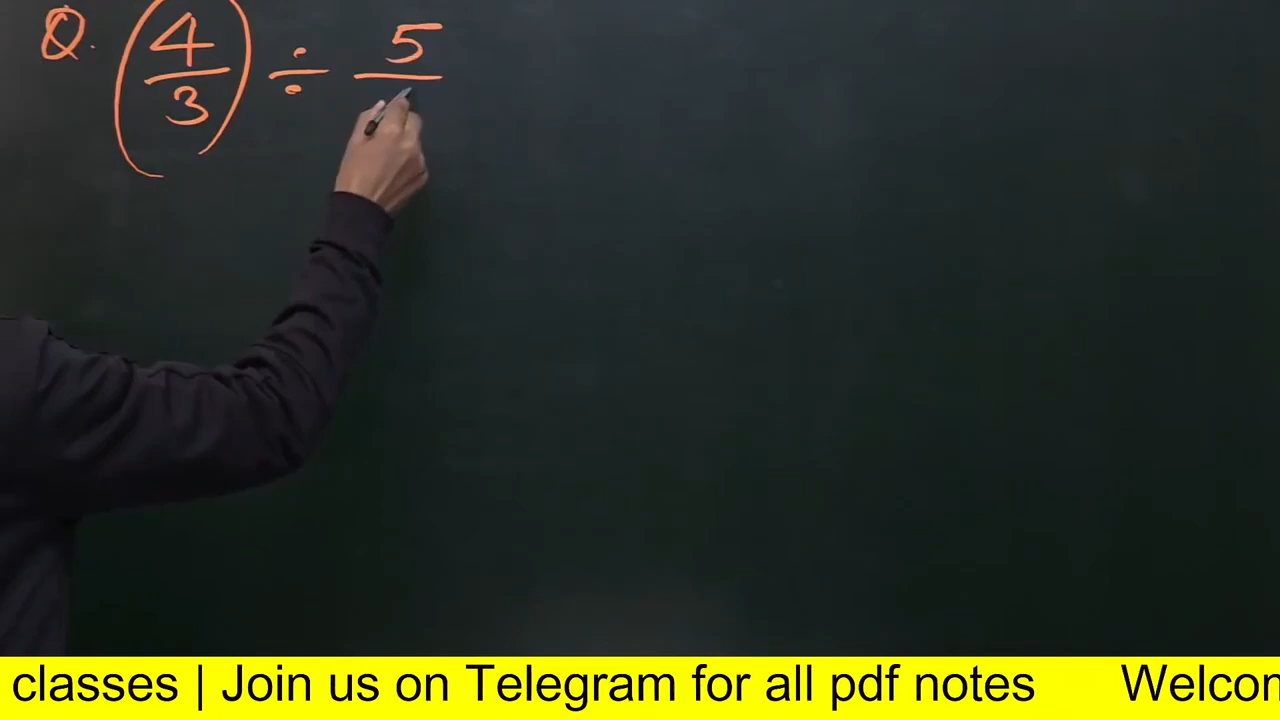 Q. (4/3) ÷ 5/
classes | Join us on Telegram for all pdf notes Welcon